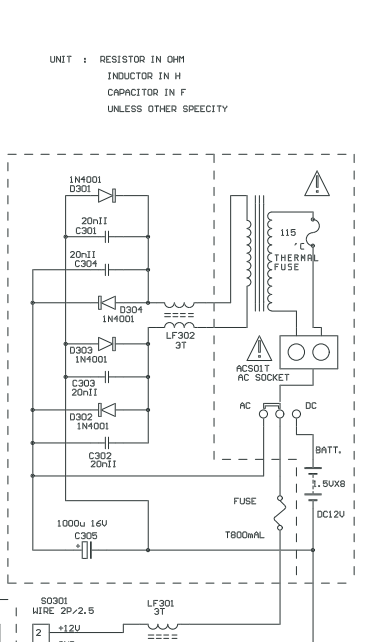 UNIT : RESISTOR IN OHM
INDUCTOR IN H
CAPACITOR IN F
UNLESS OTHER SPEECITY
1N4001
D301
20nII
C301
20nII
C304
D304
1N4001
D303
1N4001
C303
20nII
D302
1N4001
C302
20nII
1000u 16V
C305
+
LF302
3T
115
°C
THERMAL
FUSE
ACS01T
AC SOCKET
AC
DC
BATT.
1.5VX8
DC12V
FUSE
T800mAL
SO301
WIRE 2P/2.5
2
+12V
LF301
3T